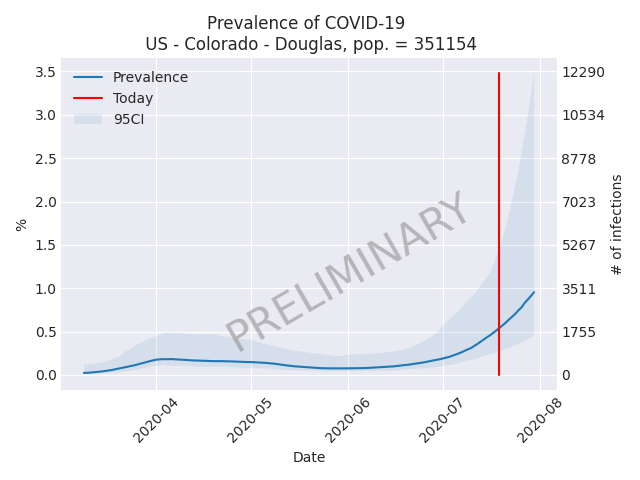 Prevalence of COVID-19
US - Colorado - Douglas, pop. = 351154
Prevalence
Today
95CI
3.5
3.0
2.5
2.0
1.5
1.0
0.5
0.0
%
12290
10534
8778
7023
5267
3511
1755
0
# of infections
PRELIMINARY
2020-04
2020-05
2020-06
2020-07
2020-08
Date